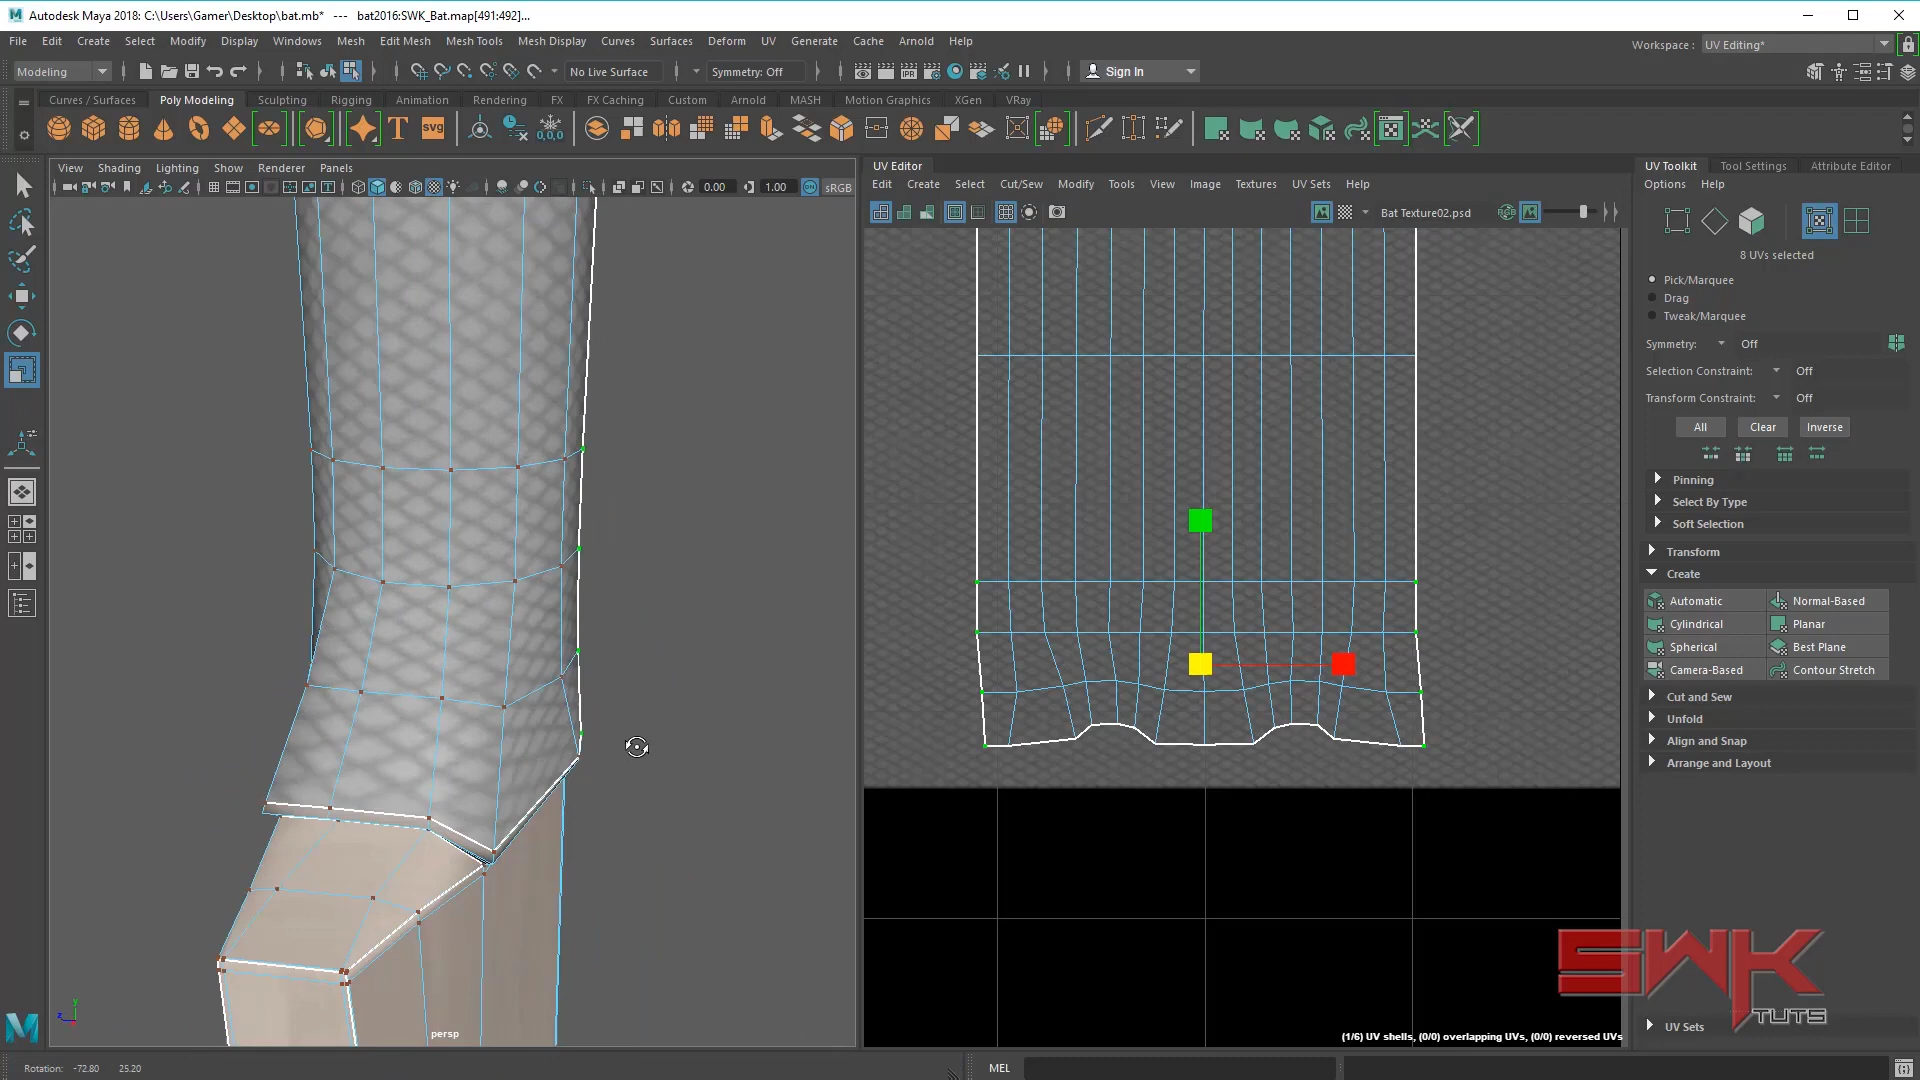 Autodesk Maya 2018: C:\Users\Gamer\Desktop\bat.mb*   ---   bat2016:SWK_Bat.map[491:492]...
File Edit Create Select Modify Display Windows Mesh Edit Mesh Mesh Tools Mesh Display Curves Surfaces Deform UV Generate Cache Arnold Help
Workspace : UV Editing*
Modeling No Live Surface Symmetry: Off Sign In
Curves / Surfaces Poly Modeling Sculpting Rigging Animation Rendering FX FX Caching Custom Arnold MASH Motion Graphics XGen VRay
T svg 0,0,0
View Shading Lighting Show Renderer Panels
0.00 1.00 ON sRGB
UV Editor
Edit Create Select Cut/Sew Modify Tools View Image Textures UV Sets Help
Bat Texture02.psd RGB
UV Toolkit Tool Settings Attribute Editor
Options Help
8 UVs selected
Pick/Marquee
Drag
Tweak/Marquee
Symmetry: Off
Selection Constraint: Off
Transform Constraint: Off
All Clear Inverse
Pinning
Select By Type
Soft Selection
Transform
Create
Automatic Normal-Based
Cylindrical Planar
Spherical Best Plane
Camera-Based Contour Stretch
Cut and Sew
Unfold
Align and Snap
Arrange and Layout
SWK
TUTS
UV Sets
y
z
persp
(1/6) UV shells, (0/0) overlapping UVs, (0/0) reversed UVs
Rotation: -72.80 25.20
MEL